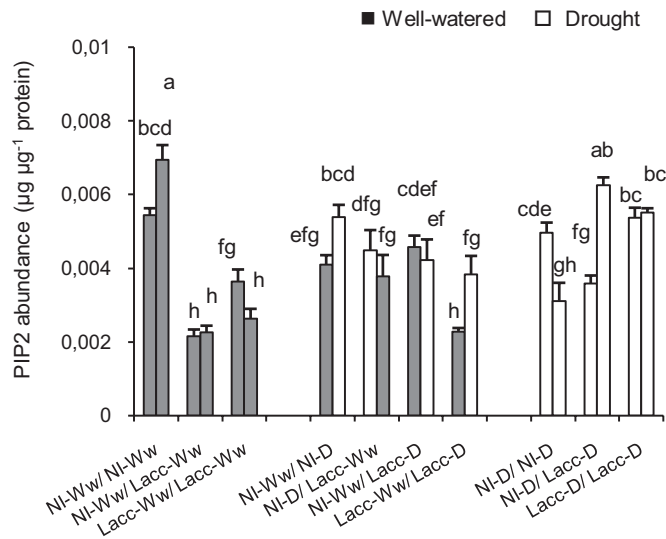 ■ Well-watered □ Drought
PIP2 abundance (µg µg⁻¹ protein)
0,01
0,008
0,006
0,004
0,002
0
bcd a
h h
fg h
efg bcd
dfg fg
cdef ef
h fg
cde gh
fg ab
bc bc
NI-Ww/ NI-Ww
NI-Ww/ Lacc-Ww
Lacc-Ww/ Lacc-Ww
NI-Ww/ NI-D
NI-D/ Lacc-Ww
NI-Ww/ Lacc-D
Lacc-Ww/ Lacc-D
NI-D/ NI-D
NI-D/ Lacc-D
Lacc-D/ Lacc-D